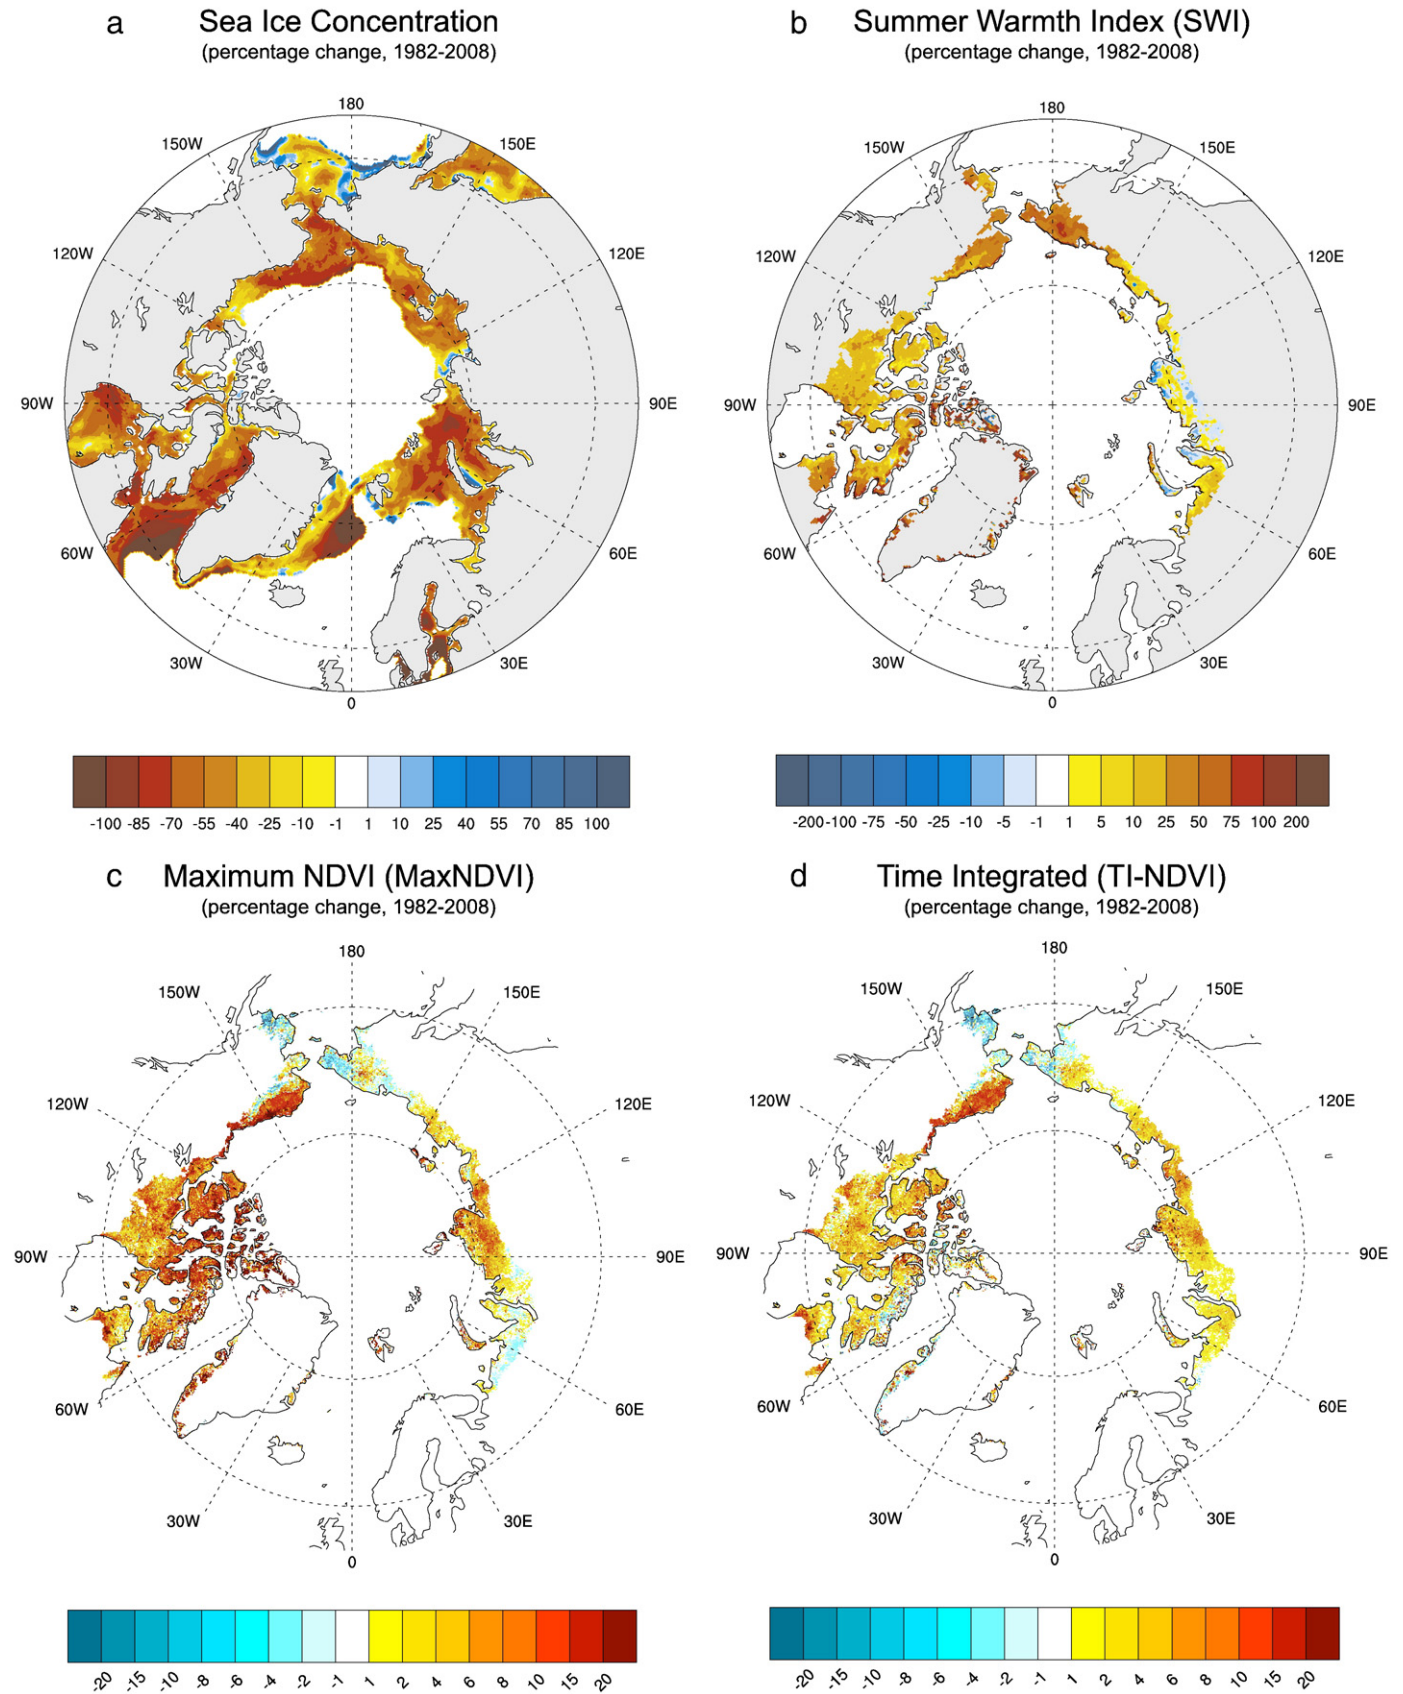 a Sea Ice Concentration
(percentage change, 1982-2008)
180
150W 150E
120W 120E
90W 90E
60W 60E
30W 30E
0
-100 -85 -70 -55 -40 -25 -10 -1 1 10 25 40 55 70 85 100
b Summer Warmth Index (SWI)
(percentage change, 1982-2008)
180
150W 150E
120W 120E
90W 90E
60W 60E
30W 30E
0
-200 -100 -75 -50 -25 -10 -5 -1 1 5 10 25 50 75 100 200
c Maximum NDVI (MaxNDVI)
(percentage change, 1982-2008)
180
150W 150E
120W 120E
90W 90E
60W 60E
30W 30E
0
-20 -15 -10 -8 -6 -4 -2 -1 1 2 4 6 8 10 15 20
d Time Integrated (TI-NDVI)
(percentage change, 1982-2008)
180
150W 150E
120W 120E
90W 90E
60W 60E
30W 30E
0
-20 -15 -10 -8 -6 -4 -2 -1 1 2 4 6 8 10 15 20